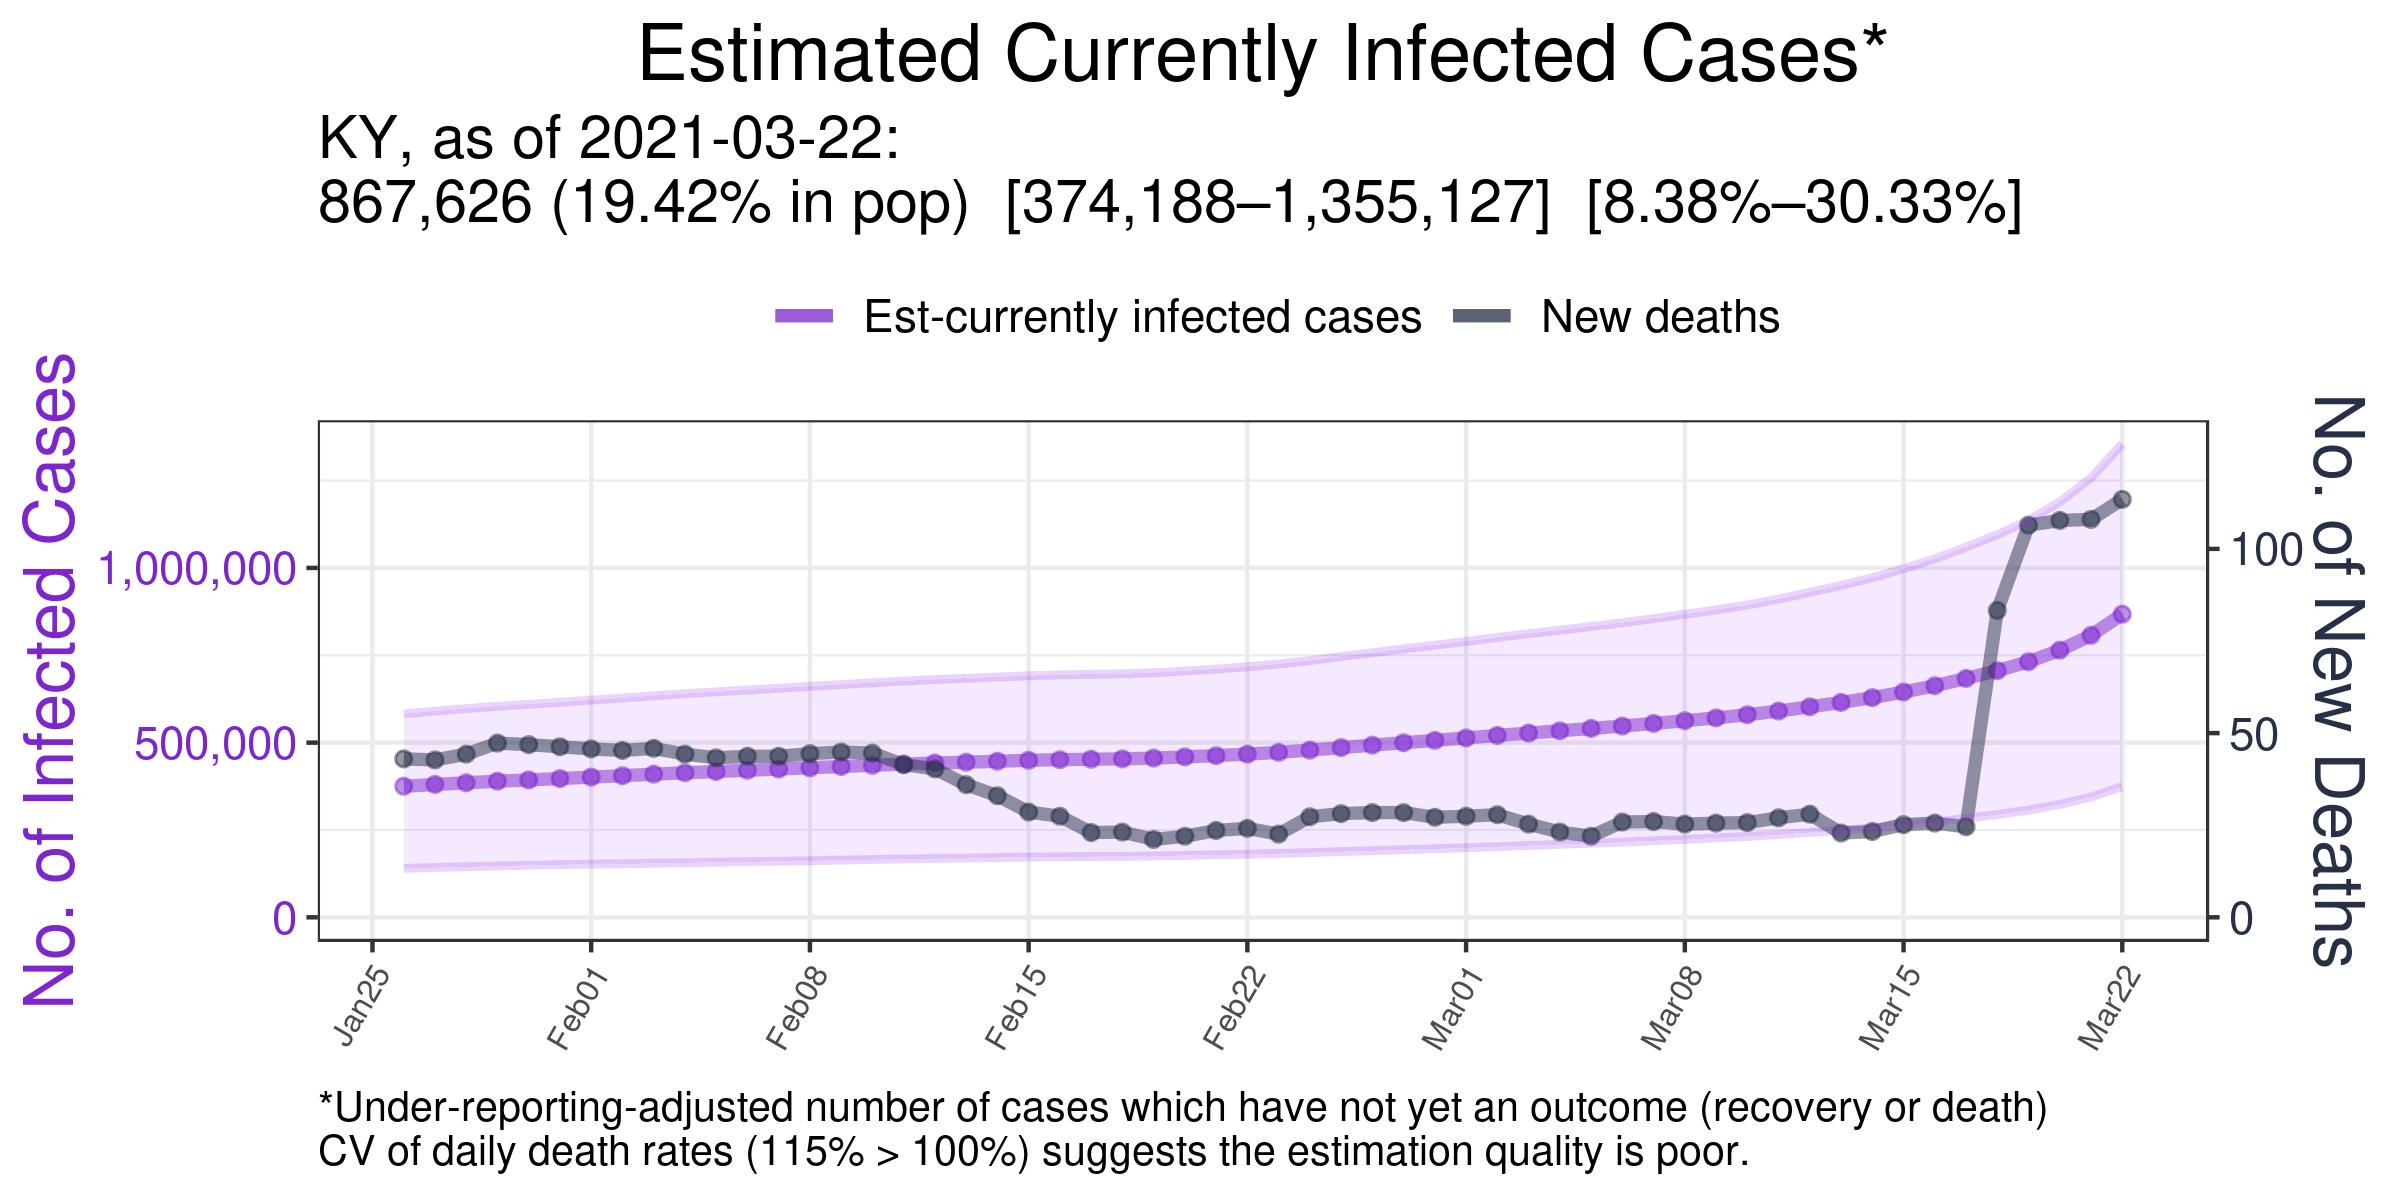 Estimated Currently Infected Cases*
KY, as of 2021-03-22:
867,626 (19.42% in pop)  [374,188–1,355,127]  [8.38%–30.33%]
Est-currently infected cases
New deaths
No. of Infected Cases
1,000,000
500,000
0
No. of New Deaths
100
50
0
Jan25
Feb01
Feb08
Feb15
Feb22
Mar01
Mar08
Mar15
Mar22
*Under-reporting-adjusted number of cases which have not yet an outcome (recovery or death)
CV of daily death rates (115% > 100%) suggests the estimation quality is poor.